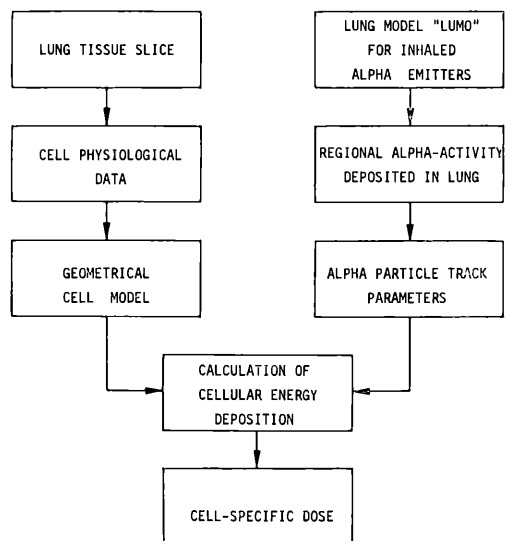 LUNG TISSUE SLICE
LUNG MODEL "LUMO"
FOR INHALED
ALPHA EMITTERS
CELL PHYSIOLOGICAL
DATA
REGIONAL ALPHA-ACTIVITY
DEPOSITED IN LUNG
GEOMETRICAL
CELL MODEL
ALPHA PARTICLE TRACK
PARAMETERS
CALCULATION OF
CELLULAR ENERGY
DEPOSITION
CELL-SPECIFIC DOSE